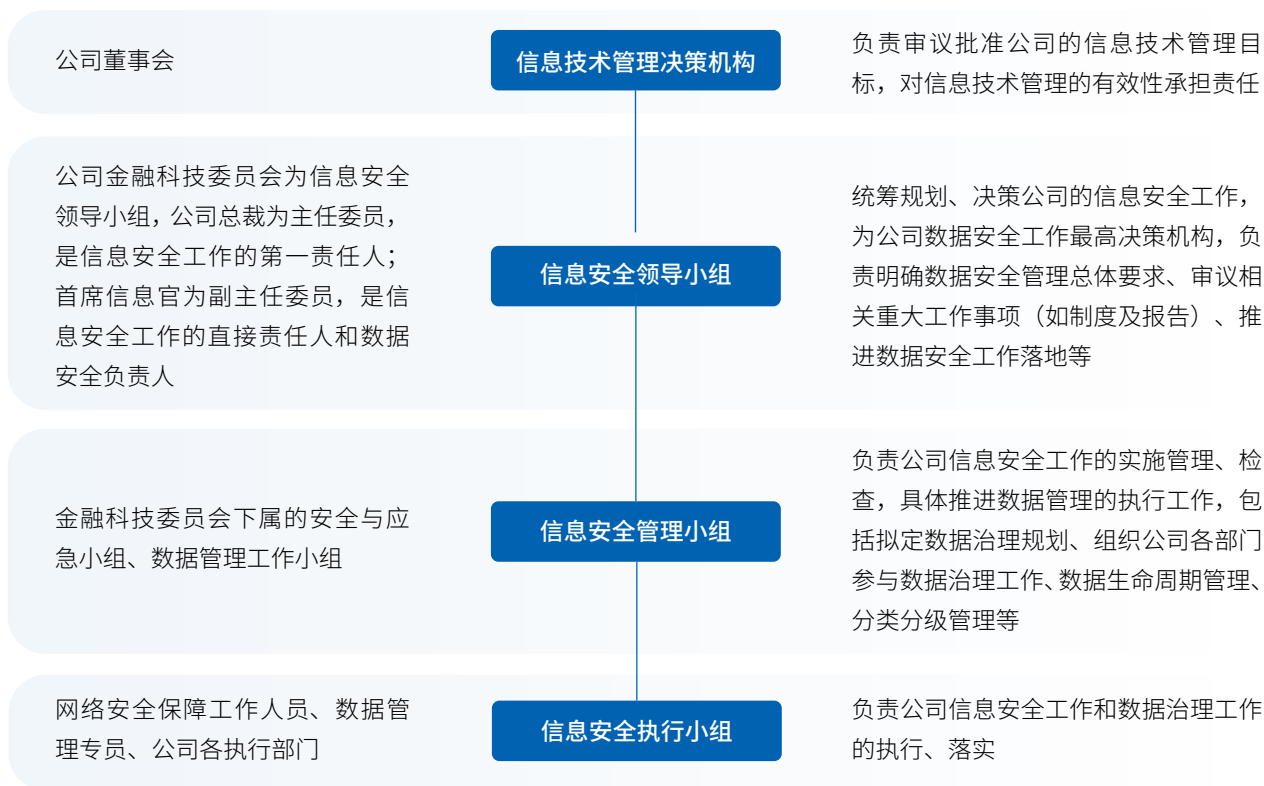 公司董事会
信息技术管理决策机构
负责审议批准公司的信息技术管理目
标，对信息技术管理的有效性承担责任
公司金融科技委员会为信息安全
领导小组，公司总裁为主任委员，
是信息安全工作的第一责任人；
首席信息官为副主任委员，是信
息安全工作的直接责任人和数据
安全负责人
信息安全领导小组
统筹规划、决策公司的信息安全工作，
为公司数据安全工作最高决策机构，负
责明确数据安全管理总体要求、审议相
关重大工作事项（如制度及报告）、推
进数据安全工作落地等
金融科技委员会下属的安全与应
急小组、数据管理工作小组
信息安全管理小组
负责公司信息安全工作的实施管理、检
查，具体推进数据管理的执行工作，包
括拟定数据治理规划、组织公司各部门
参与数据治理工作、数据生命周期管理、
分类分级管理等
网络安全保障工作人员、数据管
理专员、公司各执行部门
信息安全执行小组
负责公司信息安全工作和数据治理工作
的执行、落实